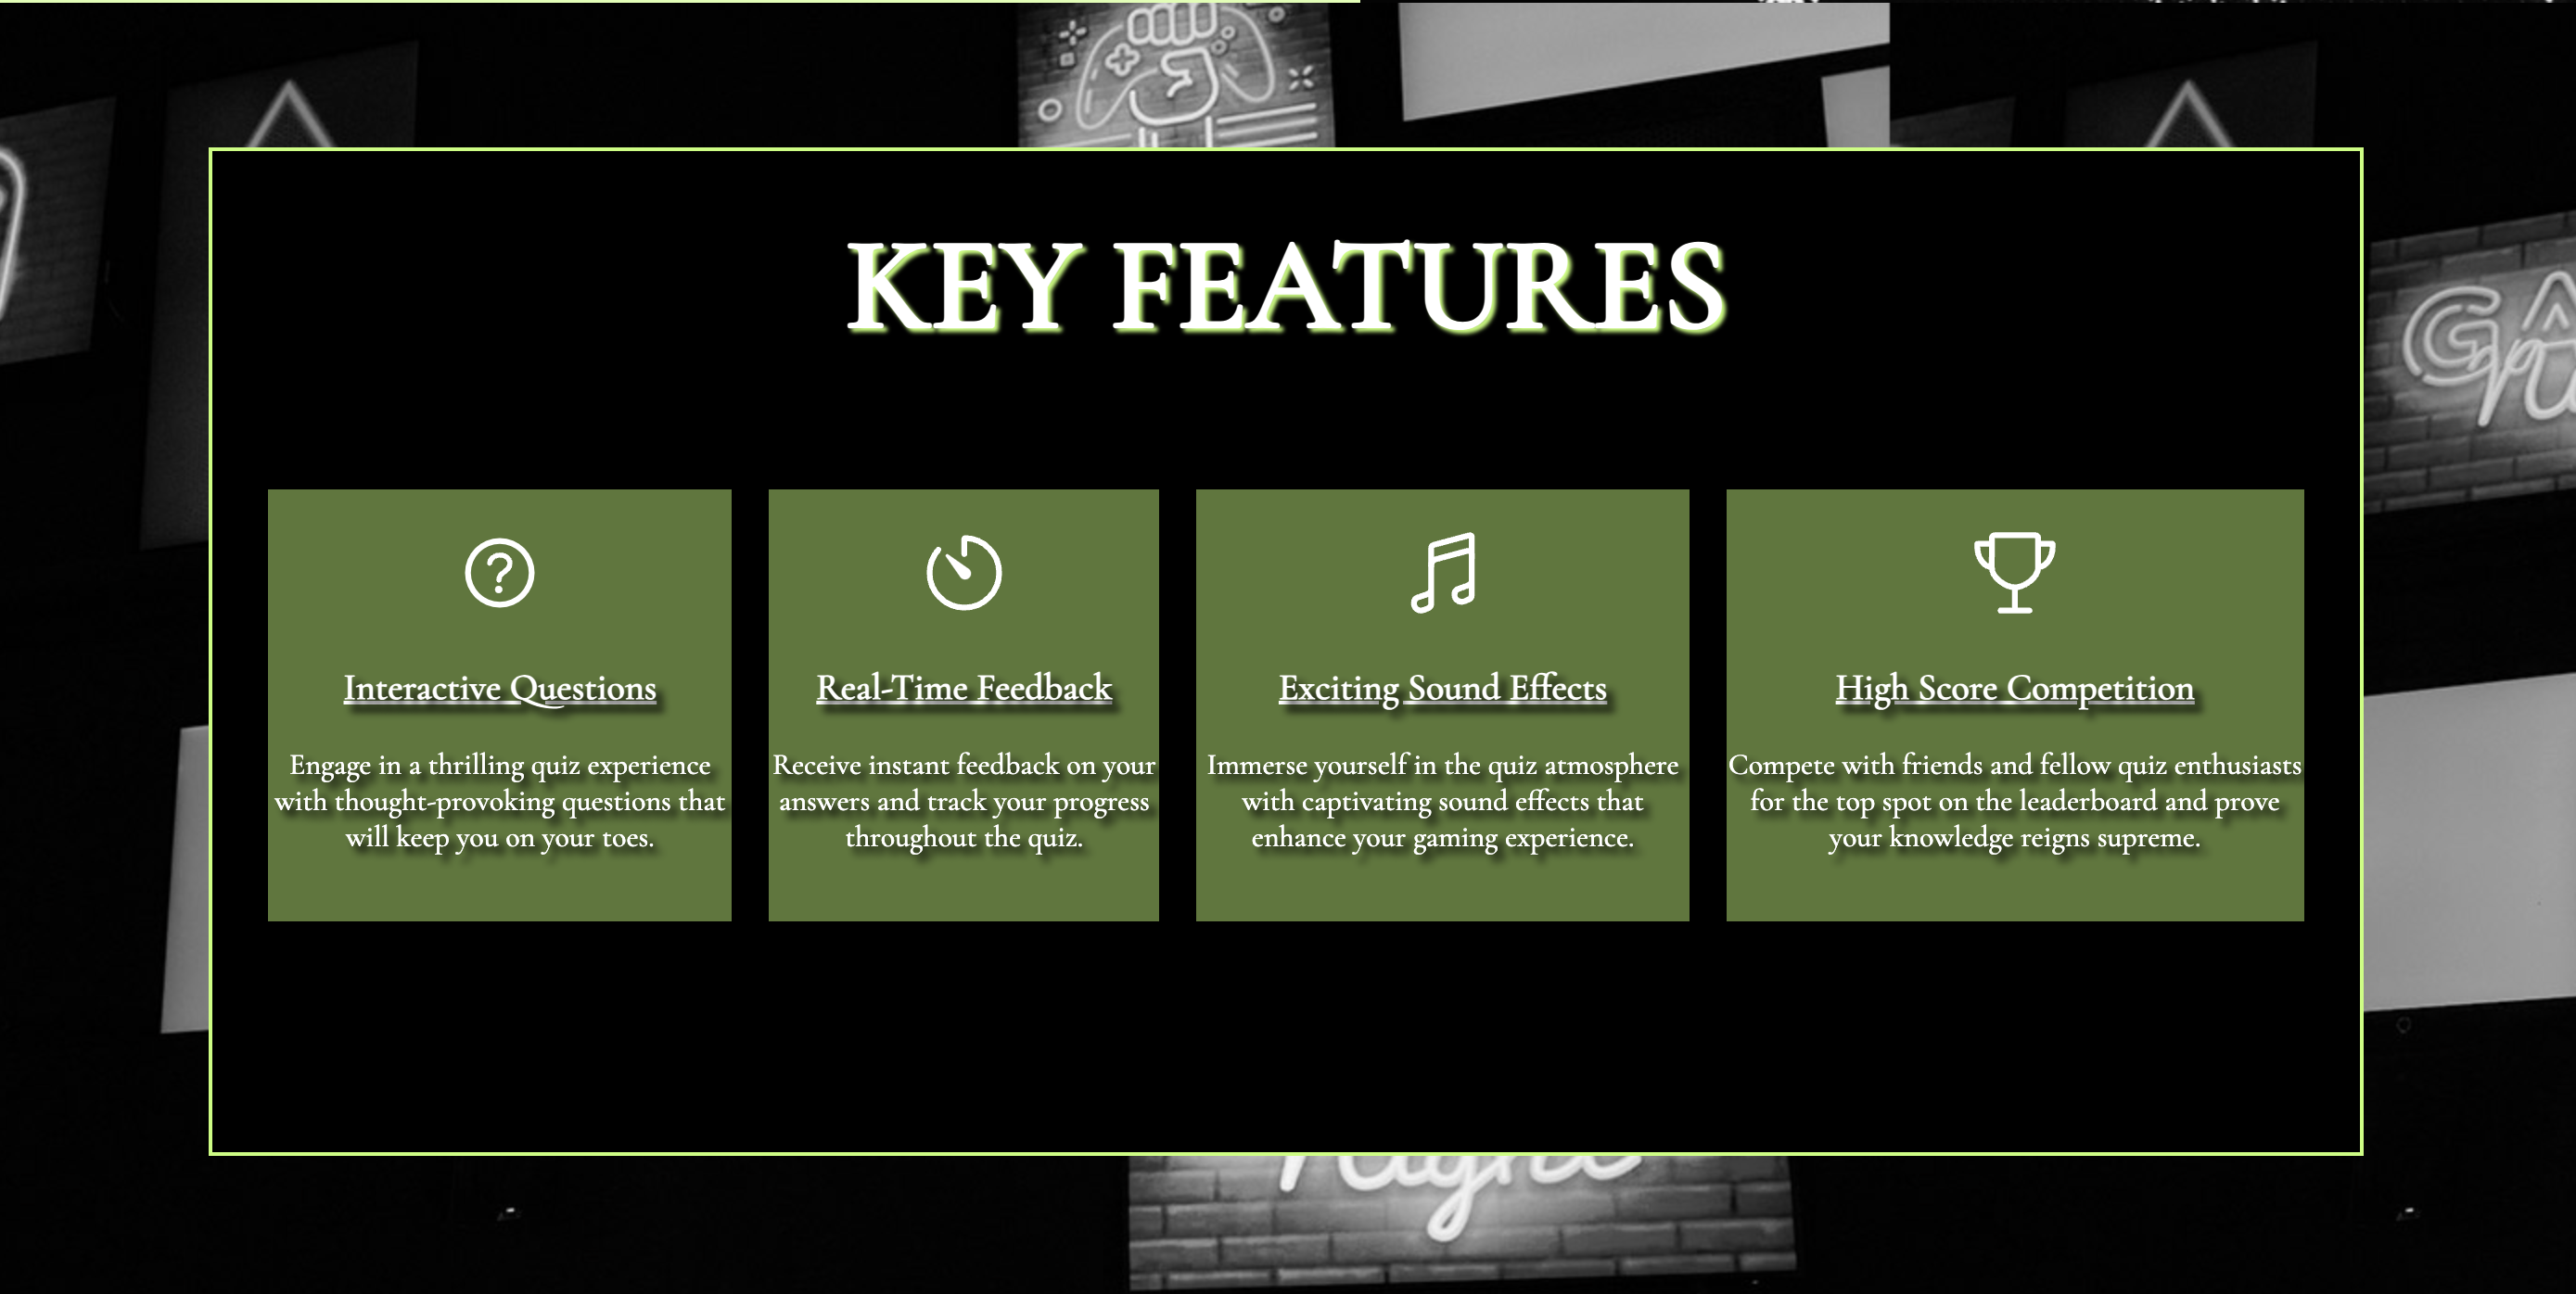 KEY FEATURES
Interactive Questions
Engage in a thrilling quiz experience
with thought-provoking questions that
will keep you on your toes.
Real-Time Feedback
Receive instant feedback on your
answers and track your progress
throughout the quiz.
Exciting Sound Effects
Immerse yourself in the quiz atmosphere
with captivating sound effects that
enhance your gaming experience.
High Score Competition
Compete with friends and fellow quiz enthusiasts
for the top spot on the leaderboard and prove
your knowledge reigns supreme.